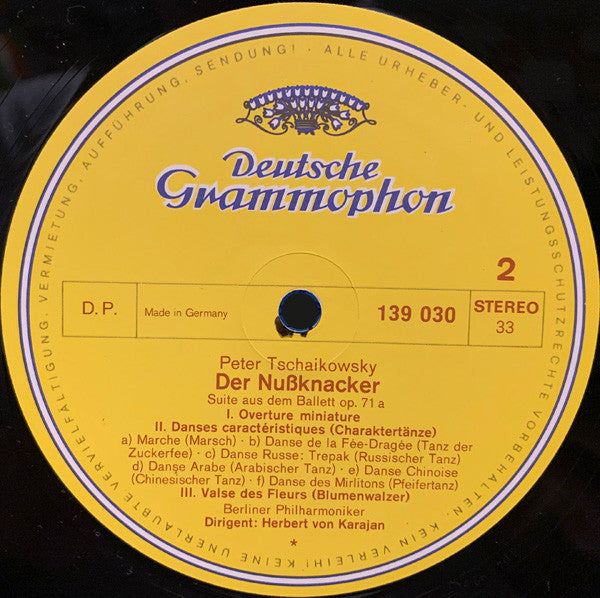 ALLE URHEBER- UND LEISTUNGSSCHUTZRECHTE VORBEHALTEN · KEIN VERLEIH! KEINE UNERLAUBTE VERVIELFÄLTIGUNG, VERMIETUNG, AUFFÜHRUNG, SENDUNG! ·
Deutsche
Grammophon
2
D. P.
Made in Germany
139 030
STEREO
33
Peter Tschaikowsky
Der Nußknacker
Suite aus dem Ballett op. 71 a
I. Overture miniature
II. Danses caractéristiques (Charaktertänze)
a) Marche (Marsch) · b) Danse de la Fée-Dragée (Tanz der
Zuckerfee) · c) Danse Russe: Trepak (Russischer Tanz)
d) Danse Arabe (Arabischer Tanz) · e) Danse Chinoise
(Chinesischer Tanz) · f) Danse des Mirlitons (Pfeifertanz)
III. Valse des Fleurs (Blumenwalzer)
Berliner Philharmoniker
Dirigent: Herbert von Karajan
*